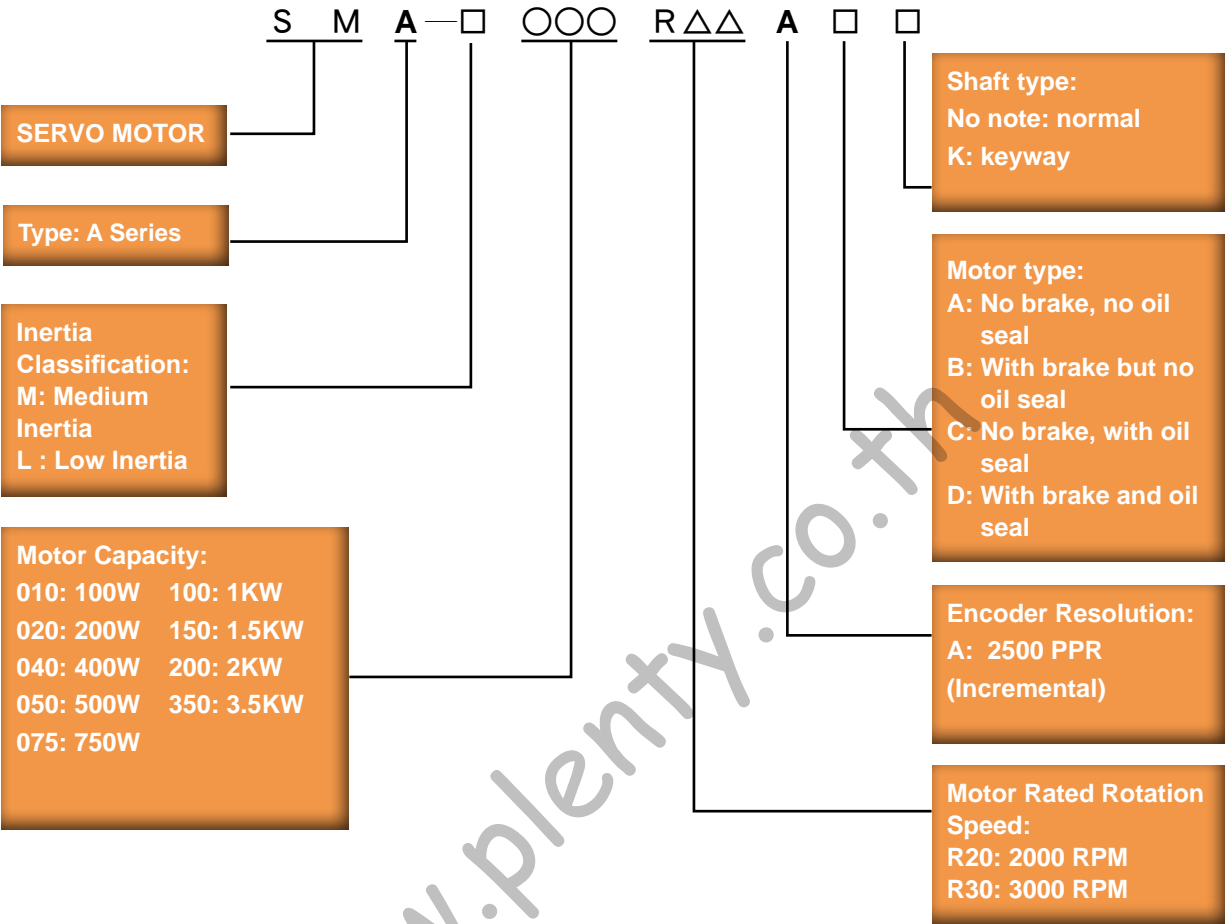 S M A—□ ○○○ R△△ A □ □
SERVO MOTOR
Type: A Series
Inertia
Classification:
M: Medium
Inertia
L : Low Inertia
Motor Capacity:
010: 100W 100: 1KW
020: 200W 150: 1.5KW
040: 400W 200: 2KW
050: 500W 350: 3.5KW
075: 750W
Shaft type:
No note: normal
K: keyway
Motor type:
A: No brake, no oil
seal
B: With brake but no
oil seal
C: No brake, with oil
seal
D: With brake and oil
seal
Encoder Resolution:
A: 2500 PPR
(Incremental)
Motor Rated Rotation
Speed:
R20: 2000 RPM
R30: 3000 RPM
w.plenty.co.th